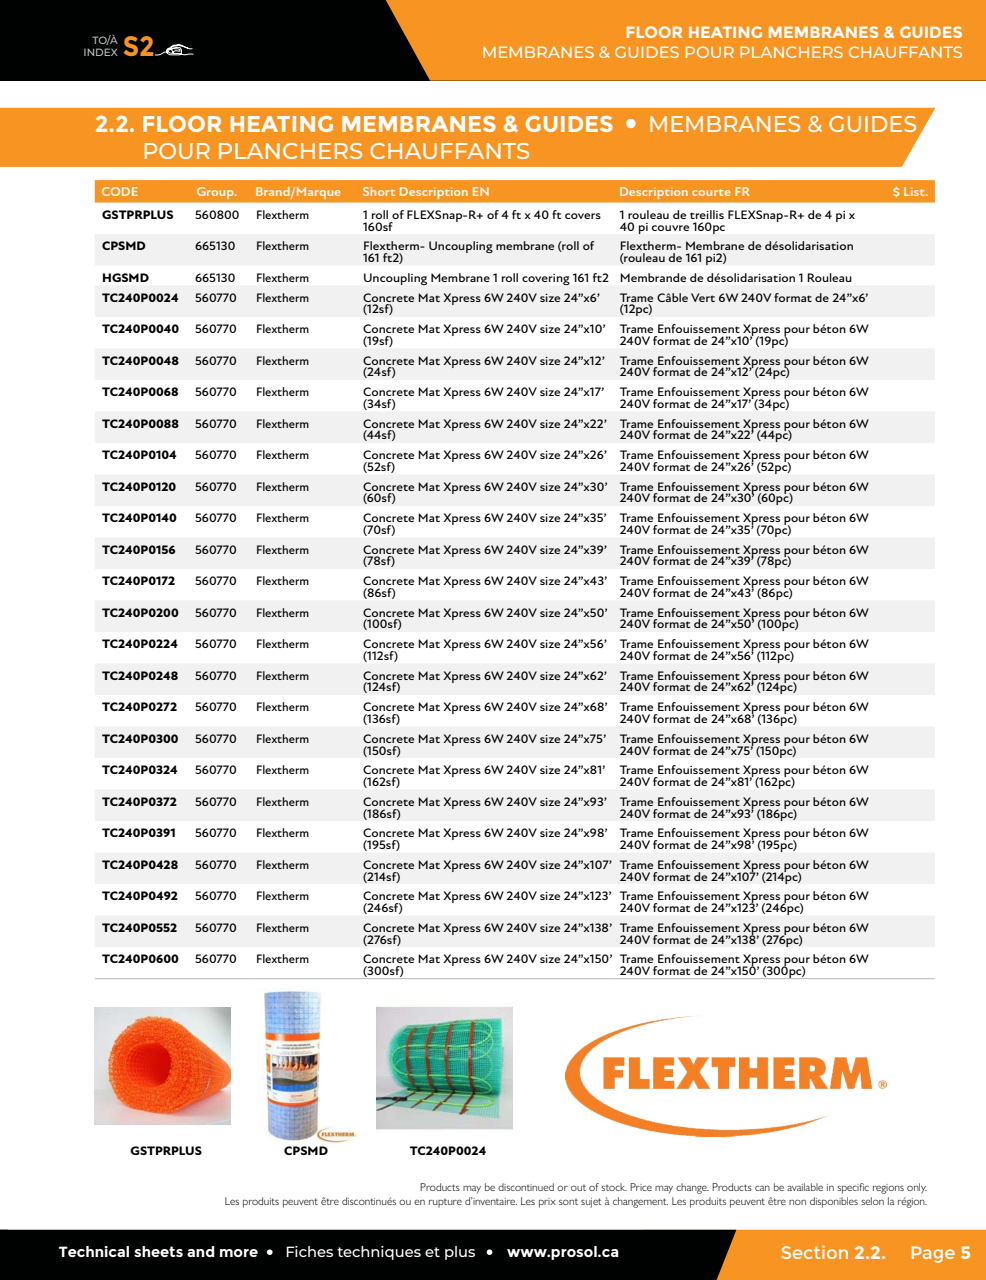 TO/À
INDEX S2
FLOOR HEATING MEMBRANES & GUIDES
MEMBRANES & GUIDES POUR PLANCHERS CHAUFFANTS
2.2. FLOOR HEATING MEMBRANES & GUIDES • MEMBRANES & GUIDES
POUR PLANCHERS CHAUFFANTS
CODE Group. Brand/Marque Short Description EN Description courte FR $ List.
GSTPRPLUS 560800 Flextherm 1 roll of FLEXSnap-R+ of 4 ft x 40 ft covers 1 rouleau de treillis FLEXSnap-R+ de 4 pi x
160sf 40 pi couvre 160pc
CPSMD 665130 Flextherm Flextherm- Uncoupling membrane (roll of Flextherm- Membrane de désolidarisation
161 ft2) (rouleau de 161 pi2)
HGSMD 665130 Flextherm Uncoupling Membrane 1 roll covering 161 ft2 Membrande de désolidarisation 1 Rouleau
TC240P0024 560770 Flextherm Concrete Mat Xpress 6W 240V size 24”x6’ Trame Câble Vert 6W 240V format de 24”x6’
(12sf) (12pc)
TC240P0040 560770 Flextherm Concrete Mat Xpress 6W 240V size 24”x10’ Trame Enfouissement Xpress pour béton 6W
(19sf) 240V format de 24”x10’ (19pc)
TC240P0048 560770 Flextherm Concrete Mat Xpress 6W 240V size 24”x12’ Trame Enfouissement Xpress pour béton 6W
(24sf) 240V format de 24”x12’ (24pc)
TC240P0068 560770 Flextherm Concrete Mat Xpress 6W 240V size 24”x17’ Trame Enfouissement Xpress pour béton 6W
(34sf) 240V format de 24”x17’ (34pc)
TC240P0088 560770 Flextherm Concrete Mat Xpress 6W 240V size 24”x22’ Trame Enfouissement Xpress pour béton 6W
(44sf) 240V format de 24”x22’ (44pc)
TC240P0104 560770 Flextherm Concrete Mat Xpress 6W 240V size 24”x26’ Trame Enfouissement Xpress pour béton 6W
(52sf) 240V format de 24”x26’ (52pc)
TC240P0120 560770 Flextherm Concrete Mat Xpress 6W 240V size 24”x30’ Trame Enfouissement Xpress pour béton 6W
(60sf) 240V format de 24”x30’ (60pc)
TC240P0140 560770 Flextherm Concrete Mat Xpress 6W 240V size 24”x35’ Trame Enfouissement Xpress pour béton 6W
(70sf) 240V format de 24”x35’ (70pc)
TC240P0156 560770 Flextherm Concrete Mat Xpress 6W 240V size 24”x39’ Trame Enfouissement Xpress pour béton 6W
(78sf) 240V format de 24”x39’ (78pc)
TC240P0172 560770 Flextherm Concrete Mat Xpress 6W 240V size 24”x43’ Trame Enfouissement Xpress pour béton 6W
(86sf) 240V format de 24”x43’ (86pc)
TC240P0200 560770 Flextherm Concrete Mat Xpress 6W 240V size 24”x50’ Trame Enfouissement Xpress pour béton 6W
(100sf) 240V format de 24”x50’ (100pc)
TC240P0224 560770 Flextherm Concrete Mat Xpress 6W 240V size 24”x56’ Trame Enfouissement Xpress pour béton 6W
(112sf) 240V format de 24”x56’ (112pc)
TC240P0248 560770 Flextherm Concrete Mat Xpress 6W 240V size 24”x62’ Trame Enfouissement Xpress pour béton 6W
(124sf) 240V format de 24”x62’ (124pc)
TC240P0272 560770 Flextherm Concrete Mat Xpress 6W 240V size 24”x68’ Trame Enfouissement Xpress pour béton 6W
(136sf) 240V format de 24”x68’ (136pc)
TC240P0300 560770 Flextherm Concrete Mat Xpress 6W 240V size 24”x75’ Trame Enfouissement Xpress pour béton 6W
(150sf) 240V format de 24”x75’ (150pc)
TC240P0324 560770 Flextherm Concrete Mat Xpress 6W 240V size 24”x81’ Trame Enfouissement Xpress pour béton 6W
(162sf) 240V format de 24”x81’ (162pc)
TC240P0372 560770 Flextherm Concrete Mat Xpress 6W 240V size 24”x93’ Trame Enfouissement Xpress pour béton 6W
(186sf) 240V format de 24”x93’ (186pc)
TC240P0391 560770 Flextherm Concrete Mat Xpress 6W 240V size 24”x98’ Trame Enfouissement Xpress pour béton 6W
(195sf) 240V format de 24”x98’ (195pc)
TC240P0428 560770 Flextherm Concrete Mat Xpress 6W 240V size 24”x107’ Trame Enfouissement Xpress pour béton 6W
(214sf) 240V format de 24”x107’ (214pc)
TC240P0492 560770 Flextherm Concrete Mat Xpress 6W 240V size 24”x123’ Trame Enfouissement Xpress pour béton 6W
(246sf) 240V format de 24”x123’ (246pc)
TC240P0552 560770 Flextherm Concrete Mat Xpress 6W 240V size 24”x138’ Trame Enfouissement Xpress pour béton 6W
(276sf) 240V format de 24”x138’ (276pc)
TC240P0600 560770 Flextherm Concrete Mat Xpress 6W 240V size 24”x150’ Trame Enfouissement Xpress pour béton 6W
(300sf) 240V format de 24”x150’ (300pc)
FLEXTHERM®
FLEXTHERM
GSTPRPLUS CPSMD TC240P0024
Products may be discontinued or out of stock. Price may change. Products can be available in specific regions only.
Les produits peuvent être discontinués ou en rupture d’inventaire. Les prix sont sujet à changement. Les produits peuvent être non disponibles selon la région.
Technical sheets and more • Fiches techniques et plus • www.prosol.ca
Section 2.2. Page 5